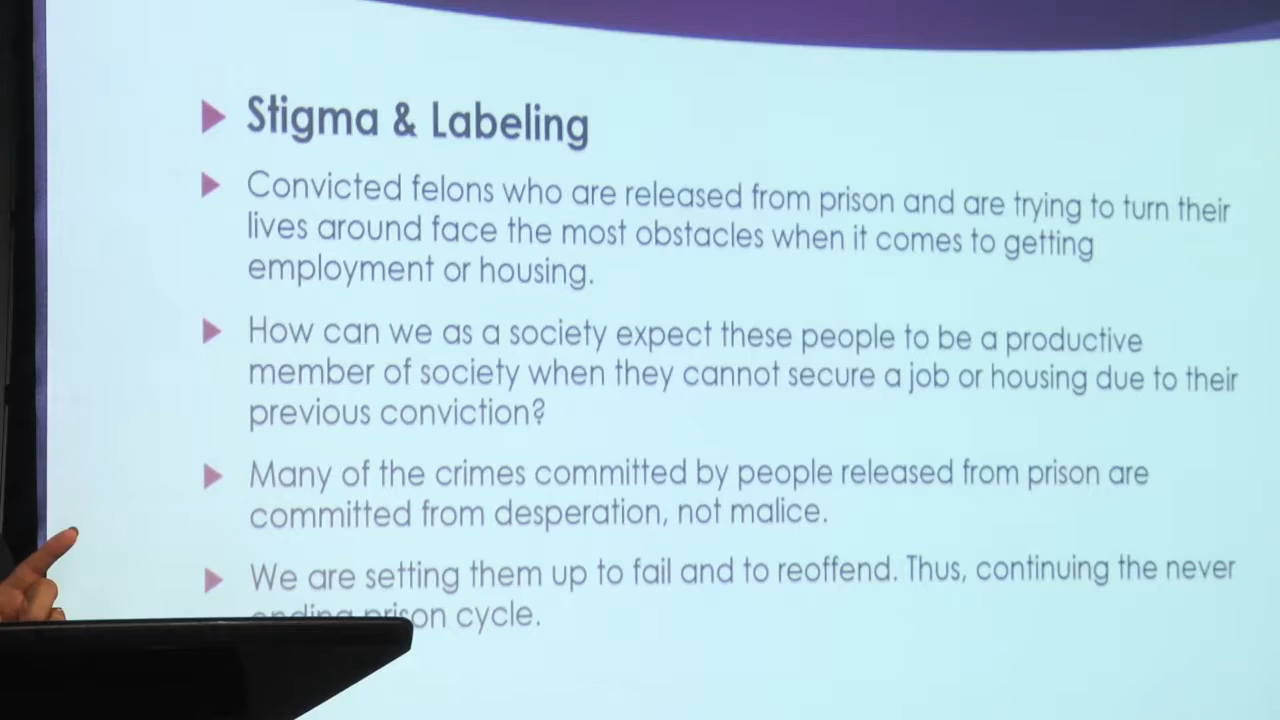 Stigma & Labeling
Convicted felons who are released from prison and are trying to turn their
lives around face the most obstacles when it comes to getting
employment or housing.
How can we as a society expect these people to be a productive
member of society when they cannot secure a job or housing due to their
previous conviction?
Many of the crimes committed by people released from prison are
committed from desperation, not malice.
We are setting them up to fail and to reoffend. Thus, continuing the never
ending prison cycle.